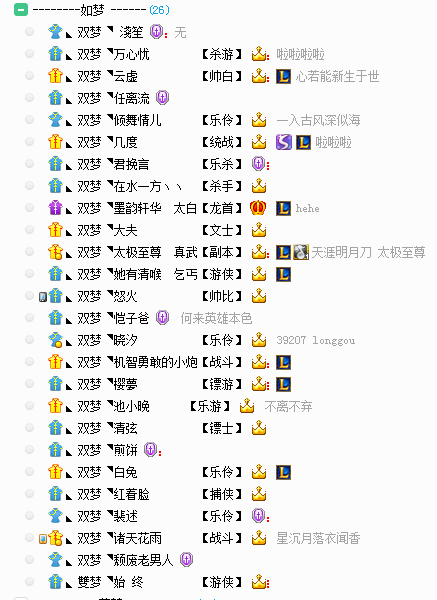 ---------如梦 ------(26)
双梦 ◥ 淺笙：无
双梦 ◥万心忧 【杀游】 啦啦啦啦
双梦 ◥云虚 【帅白】 L 心若能新生于世
双梦 ◥任离流
双梦 ◥倾舞情儿 【乐伶】 一入古风深似海
双梦 ◥几度 【统战】 S L 啦啦啦
双梦 ◥君挽言 【乐杀】
双梦 ◥在水一方丶丶 【杀手】
双梦 ◥墨韵轩华 太白【龙首】 L hehe
双梦 ◥大夫 【文士】
双梦 ◥太极至尊 真武【副本】 L 天涯明月刀 太极至尊
双梦 ◥她有清喉 乞丐【游侠】 L
双梦 ◥怒火 【帅比】
双梦 ◥恺子爸 何来英雄本色
双梦 ◥晓汐 【乐伶】 39207 longgou
双梦 ◥机智勇敢的小炮【战斗】 L
双梦 ◥樱夢 【镖游】 L
双梦 ◥池小晚 【乐游】 不离不弃
双梦 ◥清弦 【镖士】
双梦 ◥煎饼
双梦 ◥白兔 【乐伶】 L
双梦 ◥红着脸 【捕侠】
双梦 ◥裴述 【乐伶】
双梦 ◥诸天花雨 【战斗】 星沉月落衣闻香
双梦 ◥颓废老男人
雙梦 ◥始 终 【游侠】